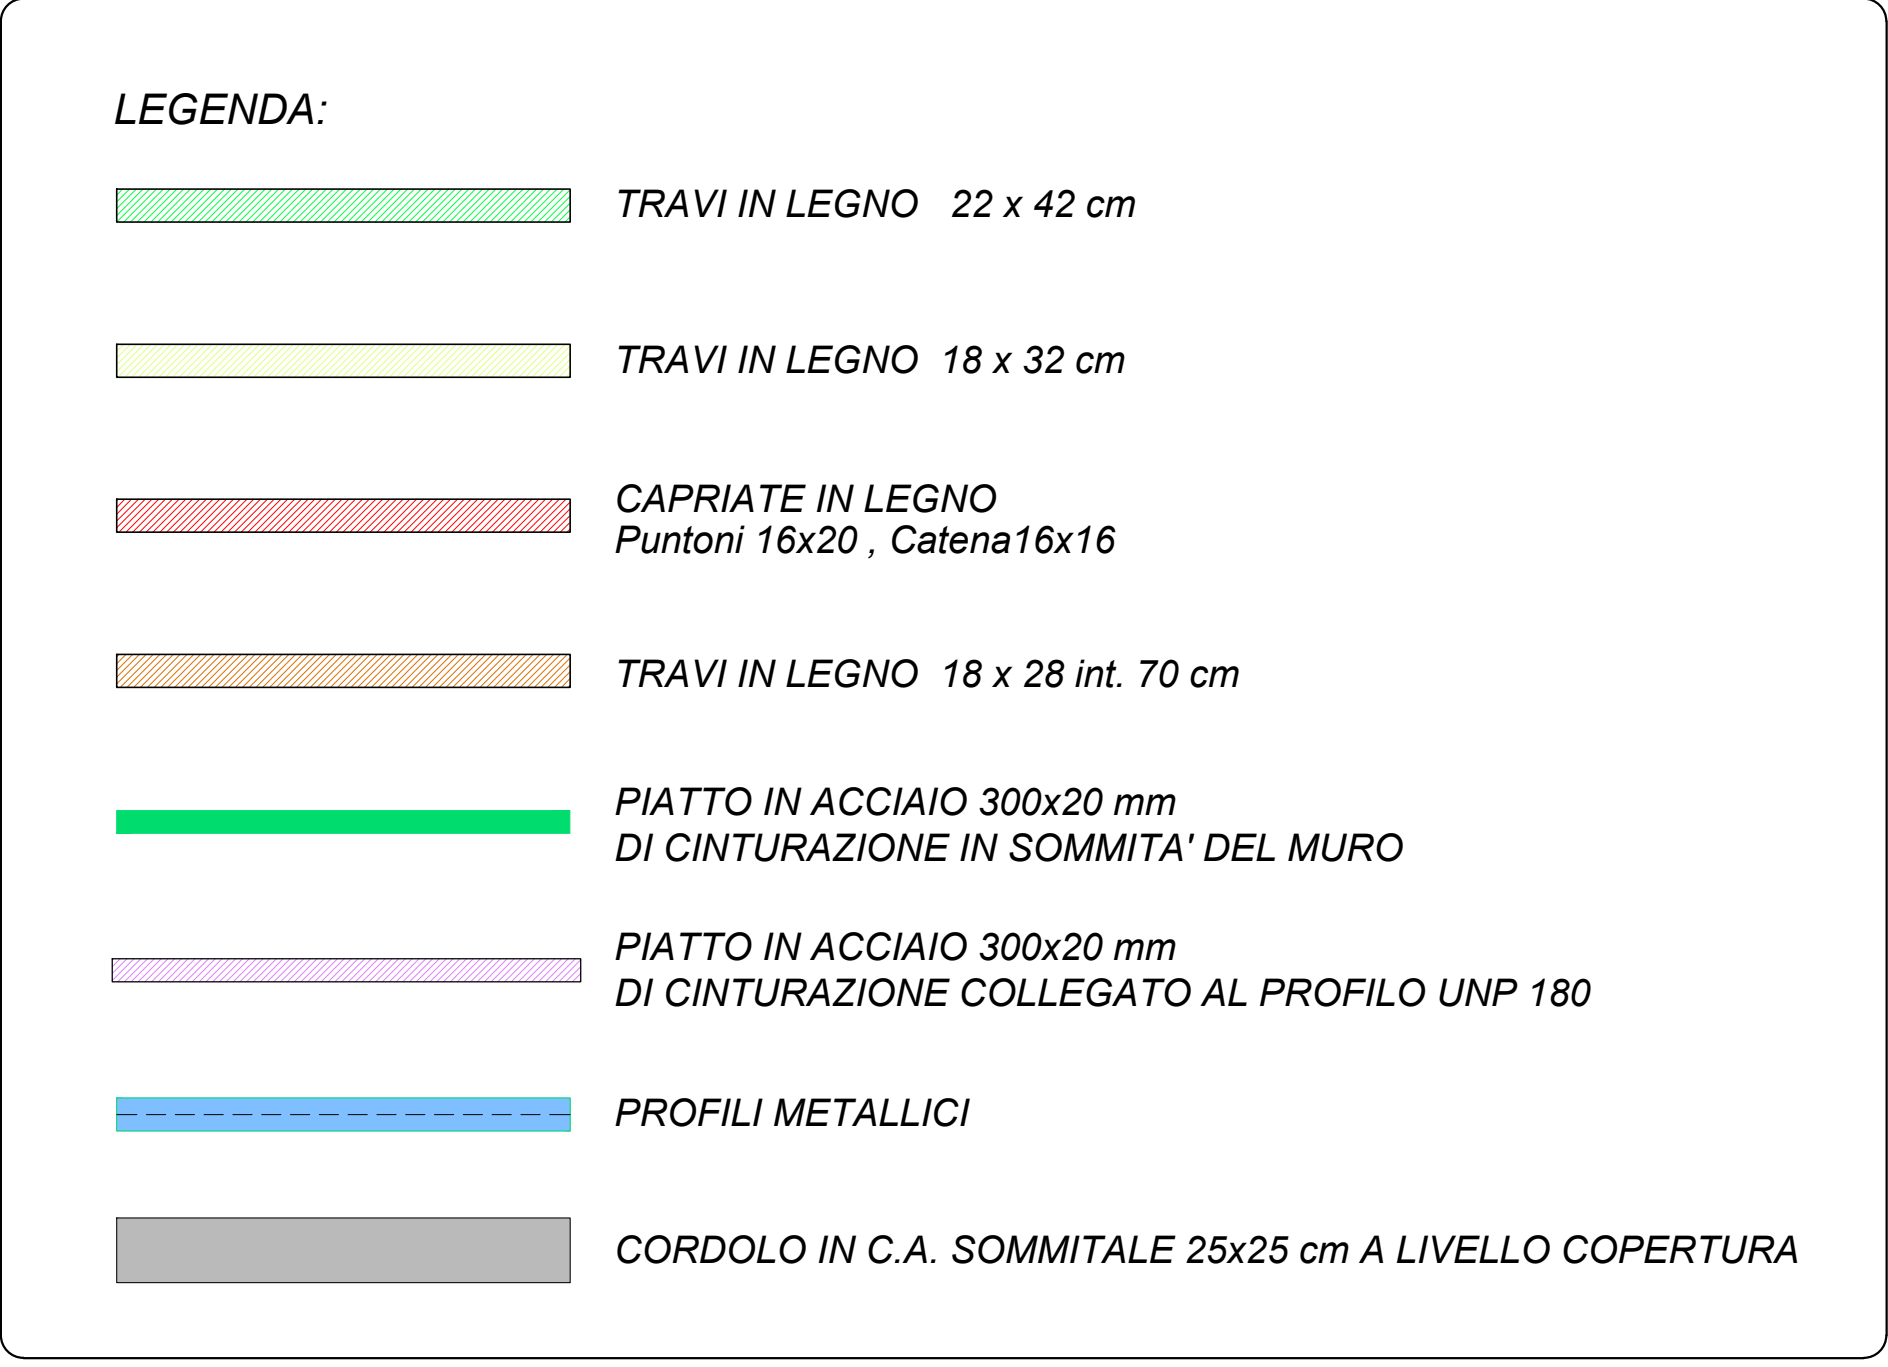 LEGENDA:
TRAVI IN LEGNO 22 x 42 cm
TRAVI IN LEGNO 18 x 32 cm
CAPRIATE IN LEGNO
Puntoni 16x20 , Catena16x16
TRAVI IN LEGNO 18 x 28 int. 70 cm
PIATTO IN ACCIAIO 300x20 mm
DI CINTURAZIONE IN SOMMITA' DEL MURO
PIATTO IN ACCIAIO 300x20 mm
DI CINTURAZIONE COLLEGATO AL PROFILO UNP 180
PROFILI METALLICI
CORDOLO IN C.A. SOMMITALE 25x25 cm A LIVELLO COPERTURA